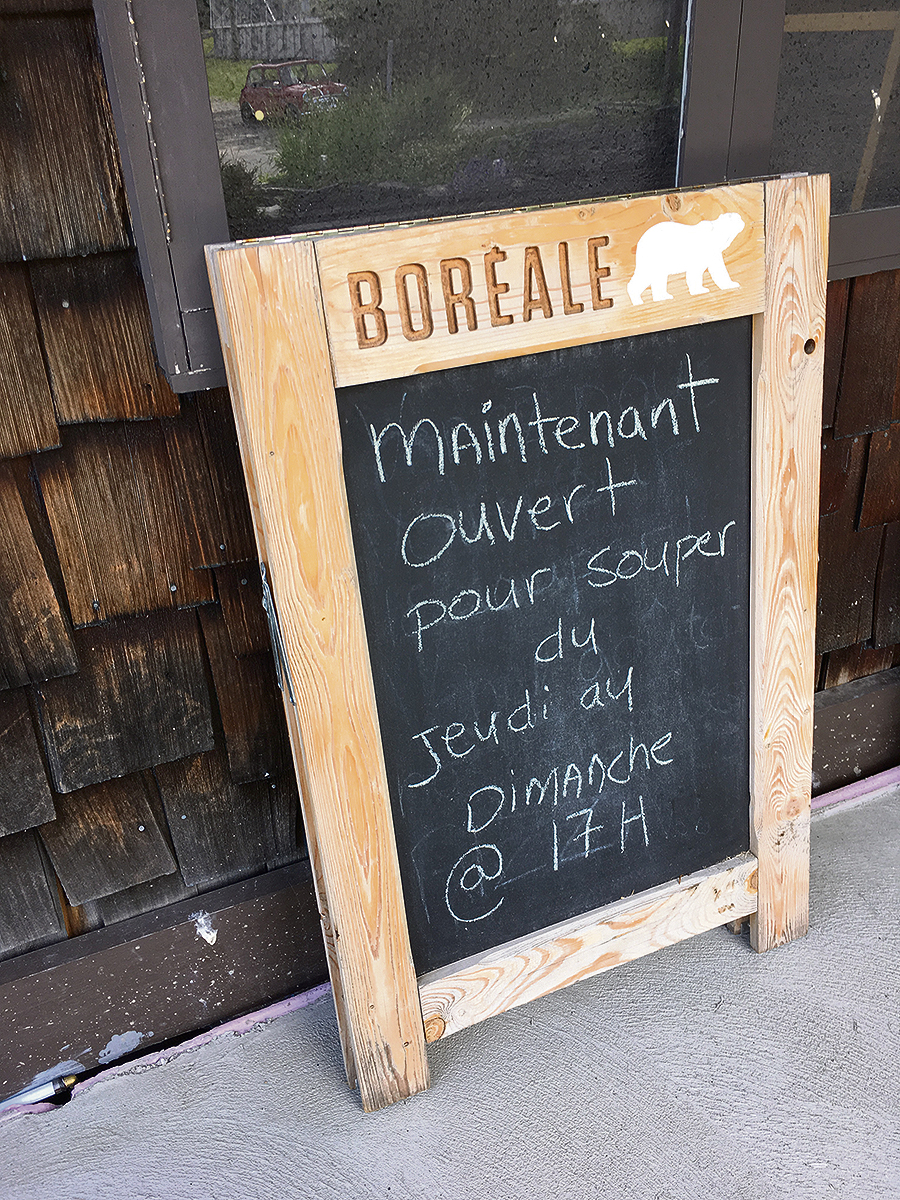 BORÉALE
maintenant
ouvert
pour souper
du
Jeudi au
Dimanche
@ 17H